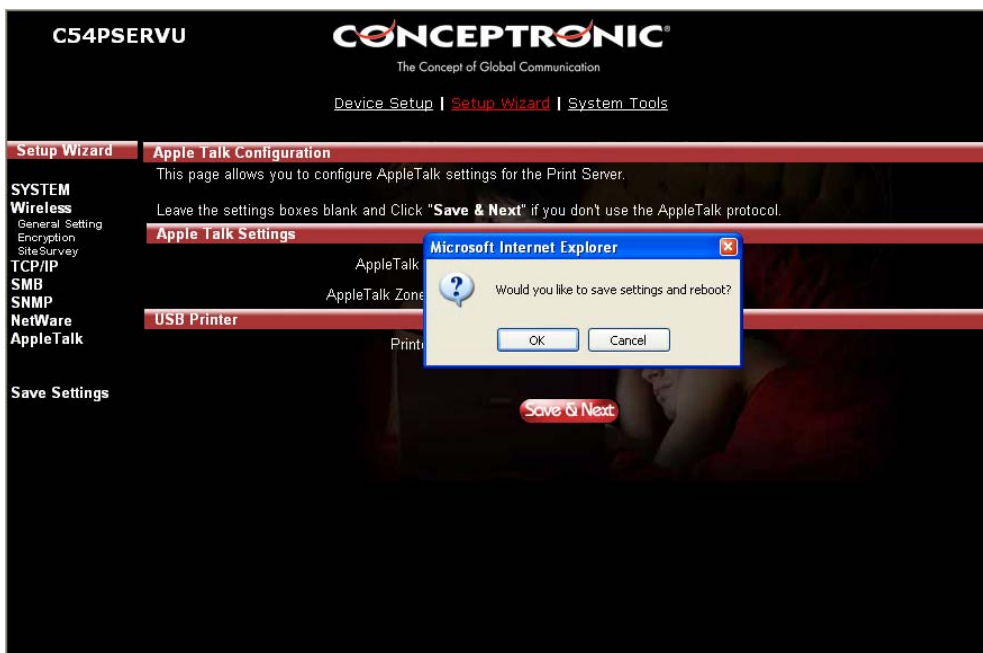 C54PSERVU
CONCEPTRONIC®
The Concept of Global Communication
Device Setup | Setup Wizard | System Tools
Setup Wizard
SYSTEM
Wireless
General Setting
Encryption
SiteSurvey
TCP/IP
SMB
SNMP
NetWare
AppleTalk
Save Settings
Apple Talk Configuration
This page allows you to configure AppleTalk settings for the Print Server.
Leave the settings boxes blank and Click "Save & Next" if you don't use the AppleTalk protocol.
Apple Talk Settings
AppleTalk
AppleTalk Zone
USB Printer
Microsoft Internet Explorer
Would you like to save settings and reboot?
OK Cancel
Save & Next